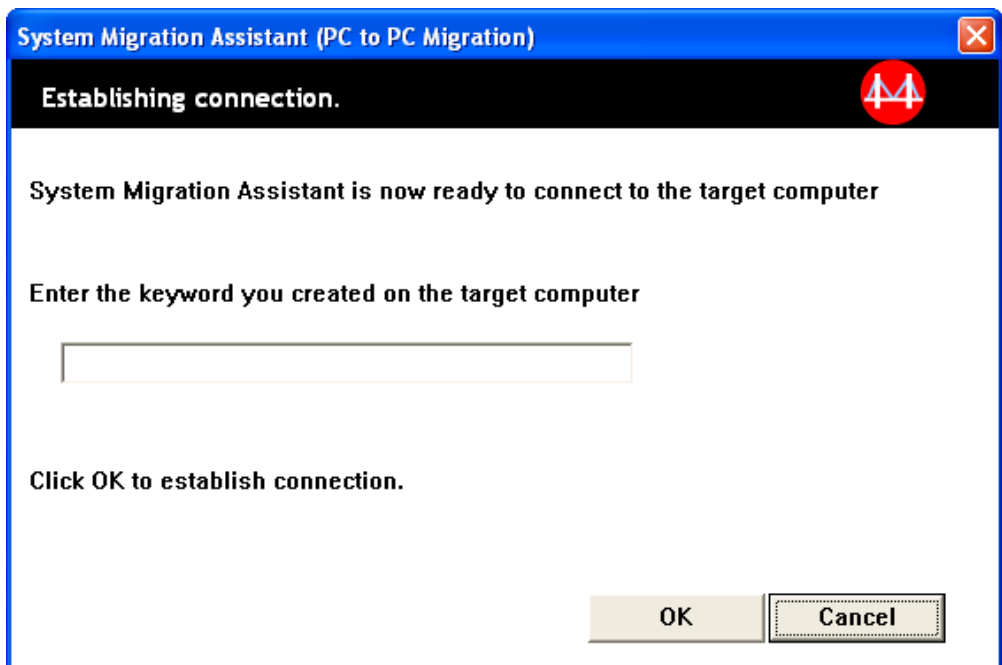 System Migration Assistant (PC to PC Migration)
Establishing connection.
System Migration Assistant is now ready to connect to the target computer
Enter the keyword you created on the target computer
Click OK to establish connection.
OK
Cancel